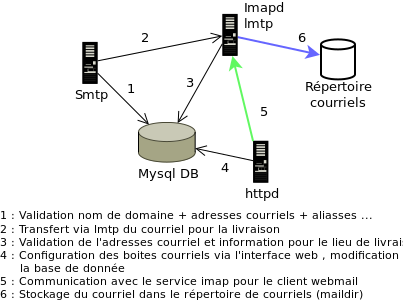 Imapd
lmtp
2
6
Smtp
1
3
Répertoire
courriels
5
Mysql DB
4
httpd
1 : Validation nom de domaine + adresses courriels + aliasses ...
2 : Transfert via lmtp du courriel pour la livraison
3 : Validation de l'adresses courriel et information pour le lieu de livrai
4 : Configuration des boites courriels via l'interface web , modification
la base de donnée
5 : Communication avec le service imap pour le client webmail
6 : Stockage du courriel dans le répertoire de courriels (maildir)